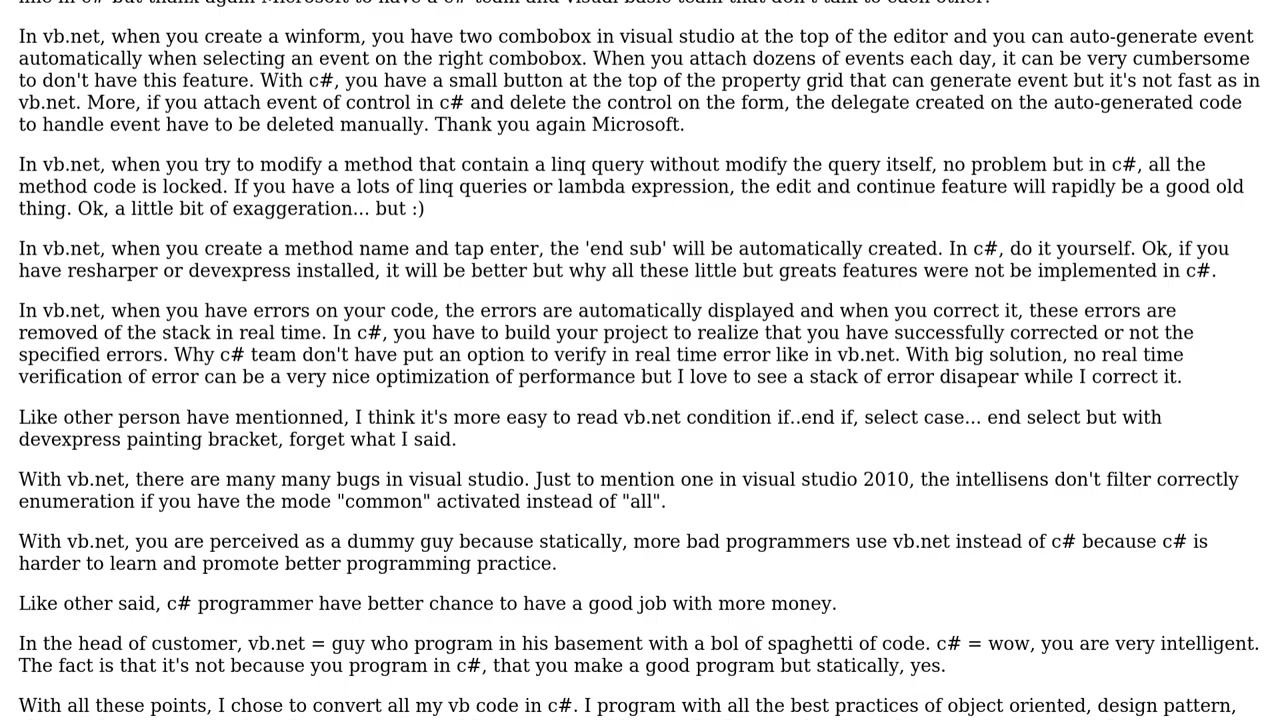 line in c# but thank again Microsoft to have a c# team and visual basic team that don't talk to each other.
In vb.net, when you create a winform, you have two combobox in visual studio at the top of the editor and you can auto-generate event
automatically when selecting an event on the right combobox. When you attach dozens of events each day, it can be very cumbersome
to don't have this feature. With c#, you have a small button at the top of the property grid that can generate event but it's not fast as in
vb.net. More, if you attach event of control in c# and delete the control on the form, the delegate created on the auto-generated code
to handle event have to be deleted manually. Thank you again Microsoft.
In vb.net, when you try to modify a method that contain a linq query without modify the query itself, no problem but in c#, all the
method code is locked. If you have a lots of linq queries or lambda expression, the edit and continue feature will rapidly be a good old
thing. Ok, a little bit of exaggeration... but :)
In vb.net, when you create a method name and tap enter, the 'end sub' will be automatically created. In c#, do it yourself. Ok, if you
have resharper or devexpress installed, it will be better but why all these little but greats features were not be implemented in c#.
In vb.net, when you have errors on your code, the errors are automatically displayed and when you correct it, these errors are
removed of the stack in real time. In c#, you have to build your project to realize that you have successfully corrected or not the
specified errors. Why c# team don't have put an option to verify in real time error like in vb.net. With big solution, no real time
verification of error can be a very nice optimization of performance but I love to see a stack of error disapear while I correct it.
Like other person have mentionned, I think it's more easy to read vb.net condition if..end if, select case... end select but with
devexpress painting bracket, forget what I said.
With vb.net, there are many many bugs in visual studio. Just to mention one in visual studio 2010, the intellisens don't filter correctly
enumeration if you have the mode "common" activated instead of "all".
With vb.net, you are perceived as a dummy guy because statically, more bad programmers use vb.net instead of c# because c# is
harder to learn and promote better programming practice.
Like other said, c# programmer have better chance to have a good job with more money.
In the head of customer, vb.net = guy who program in his basement with a bol of spaghetti of code. c# = wow, you are very intelligent.
The fact is that it's not because you program in c#, that you make a good program but statically, yes.
With all these points, I chose to convert all my vb code in c#. I program with all the best practices of object oriented, design pattern,